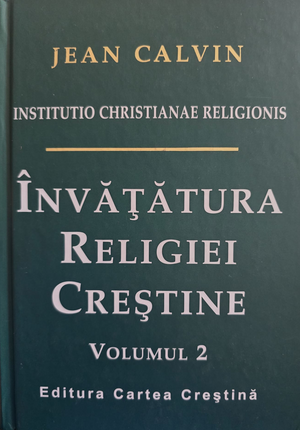 JEAN CALVIN
INSTITUTIO CHRISTIANAE RELIGIONIS
ÎNVĂŢĂTURA
RELIGIEI
CREŞTINE
VOLUMUL 2
Editura Cartea Creştină